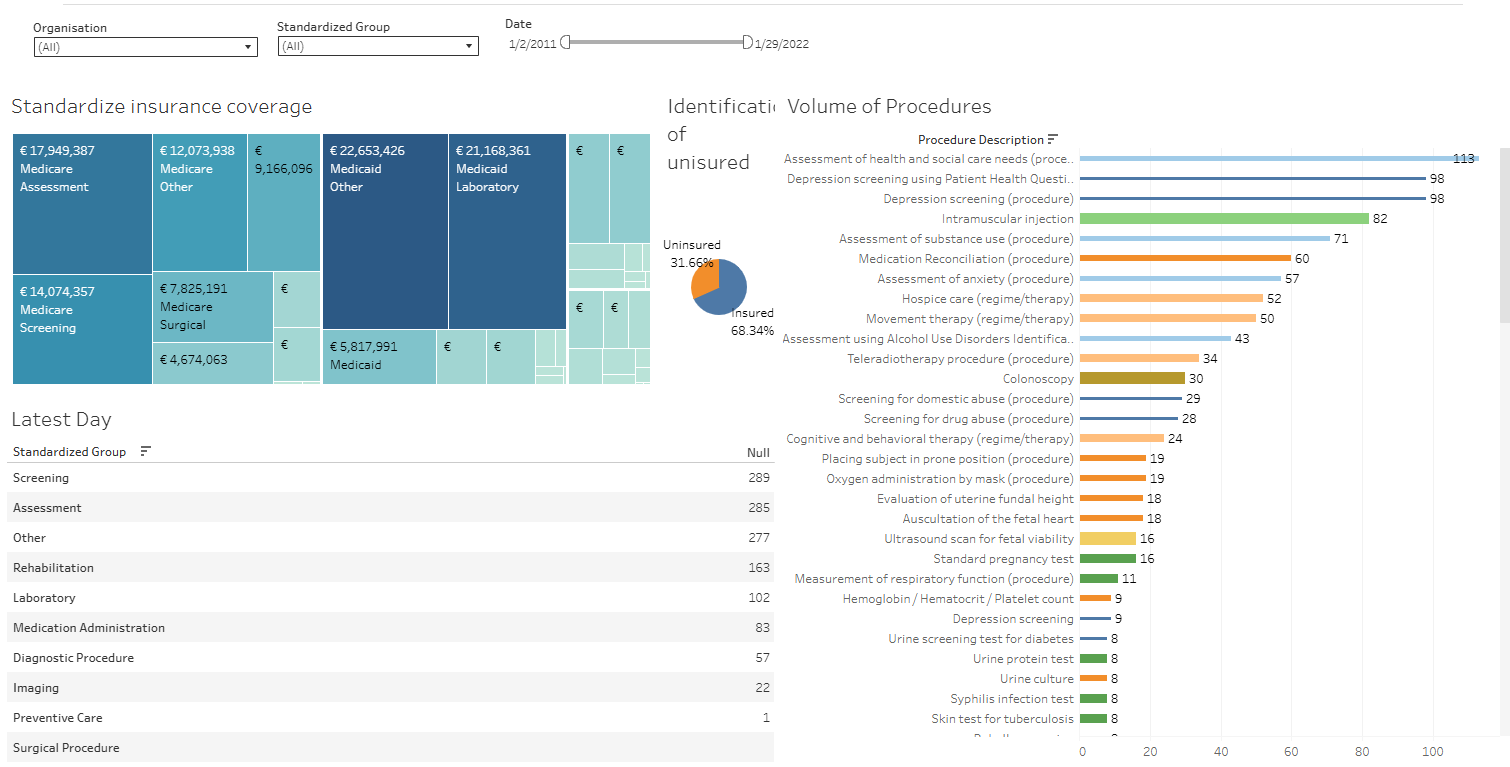 Organisation
(All)
Standardized Group
(All)
Date
1/2/2011
1/29/2022
Standardize insurance coverage
€ 17,949,387
Medicare
Assessment
€ 12,073,938
Medicare
Other
€
9,166,096
€ 22,653,426
Medicaid
Other
€ 21,168,361
Medicaid
Laboratory
€
€
€ 14,074,357
Medicare
Screening
€ 7,825,191
Medicare
Surgical
€
€ 4,674,063
€
€ 5,817,991
Medicaid
€
€
€
€
Identificati
of
unisured
Uninsured
31.66%
Insured
68.34%
Latest Day
Standardized Group
Null
Screening 289
Assessment 285
Other 277
Rehabilitation 163
Laboratory 102
Medication Administration 83
Diagnostic Procedure 57
Imaging 22
Preventive Care 1
Surgical Procedure
Volume of Procedures
Procedure Description
Assessment of health and social care needs (proce.. 113
Depression screening using Patient Health Questi.. 98
Depression screening (procedure) 98
Intramuscular injection 82
Assessment of substance use (procedure) 71
Medication Reconciliation (procedure) 60
Assessment of anxiety (procedure) 57
Hospice care (regime/therapy) 52
Movement therapy (regime/therapy) 50
Assessment using Alcohol Use Disorders Identifica.. 43
Teleradiotherapy procedure (procedure) 34
Colonoscopy 30
Screening for domestic abuse (procedure) 29
Screening for drug abuse (procedure) 28
Cognitive and behavioral therapy (regime/therapy) 24
Placing subject in prone position (procedure) 19
Oxygen administration by mask (procedure) 19
Evaluation of uterine fundal height 18
Auscultation of the fetal heart 18
Ultrasound scan for fetal viability 16
Standard pregnancy test 16
Measurement of respiratory function (procedure) 11
Hemoglobin / Hematocrit / Platelet count 9
Depression screening 9
Urine screening test for diabetes 8
Urine protein test 8
Urine culture 8
Syphilis infection test 8
Skin test for tuberculosis 8
0 20 40 60 80 100